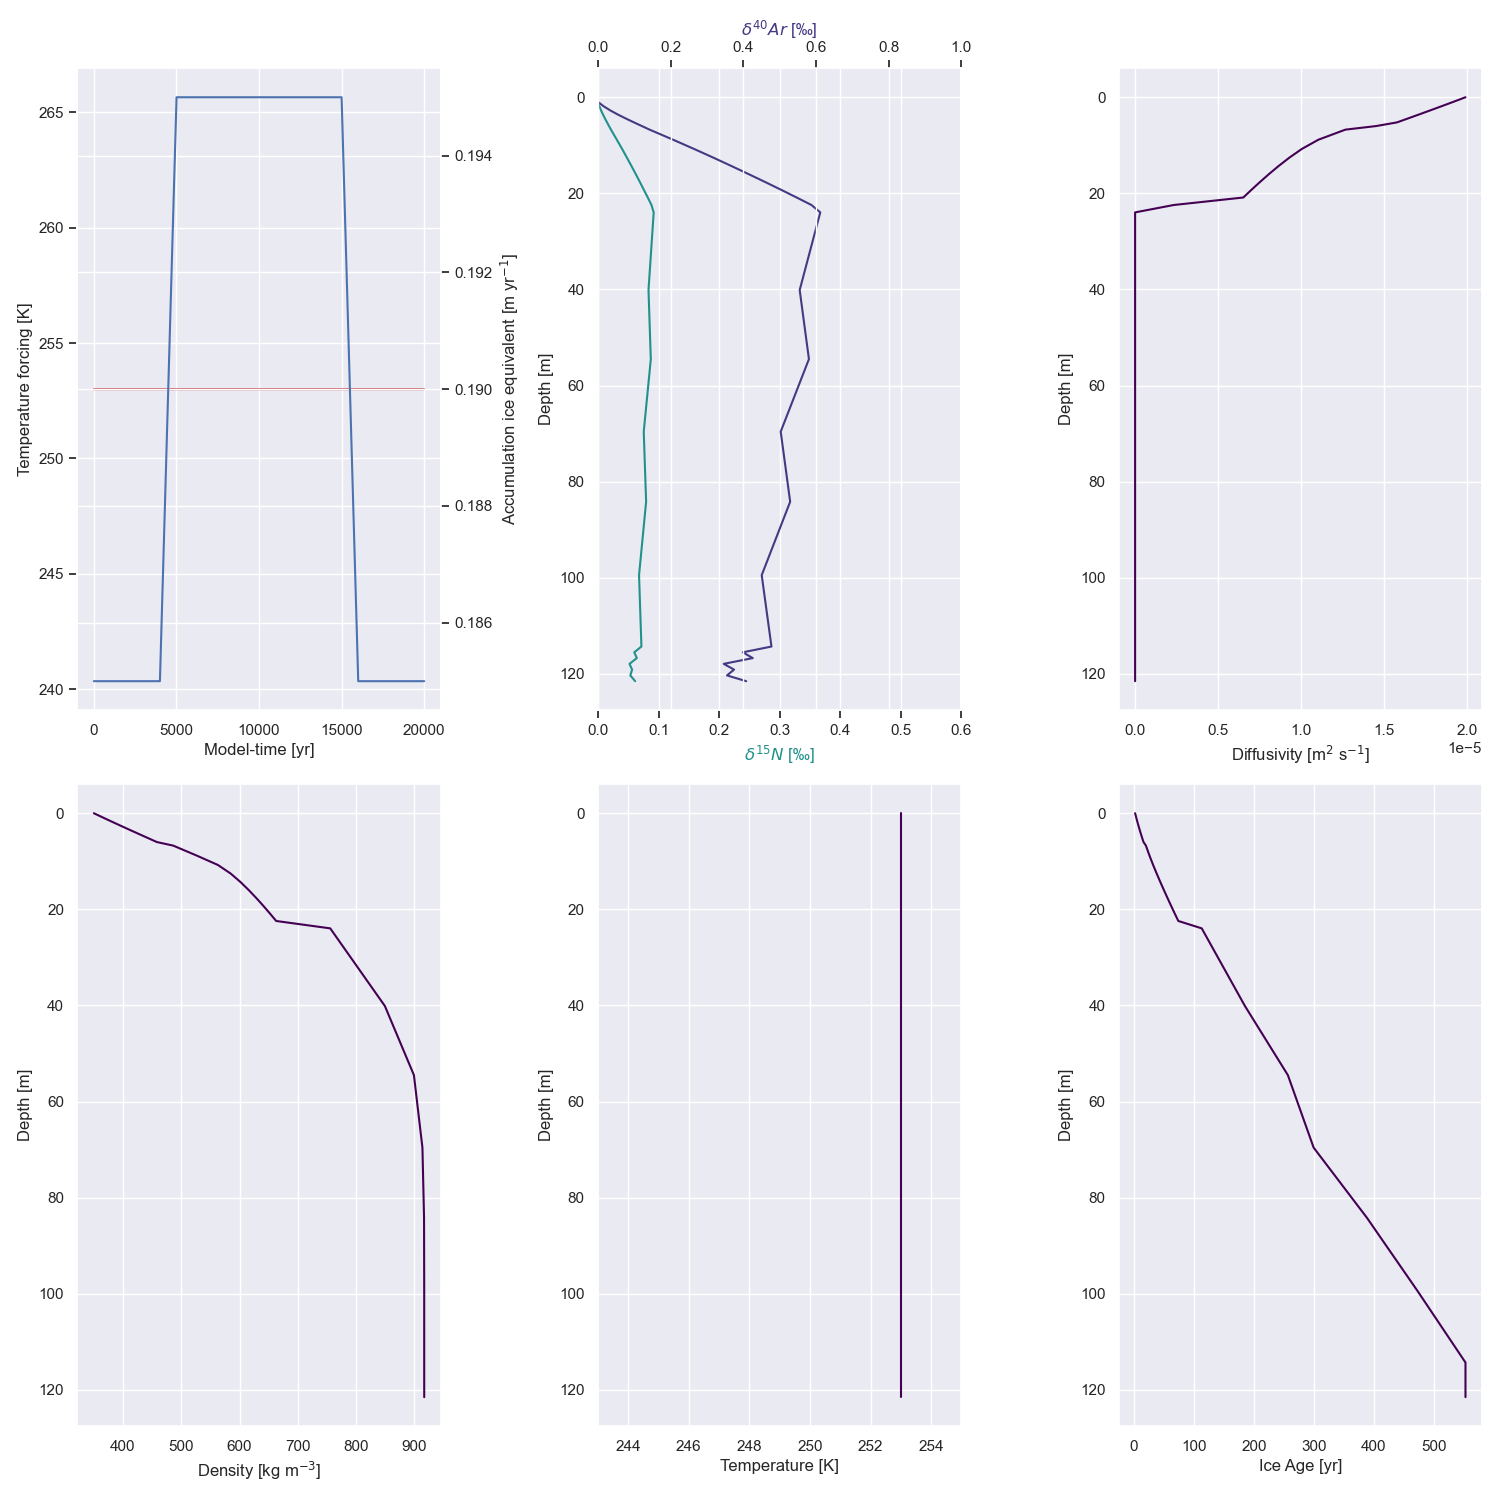 δ⁴⁰Ar [‰]
0.0 0.2 0.4 0.6 0.8 1.0
Temperature forcing [K]
265
260
255
250
245
240
0 5000 10000 15000 20000
Model-time [yr]
0.194
0.192
0.190
0.188
0.186
Accumulation ice equivalent [m yr⁻¹]
Depth [m]
0
20
40
60
80
100
120
0.0 0.1 0.2 0.3 0.4 0.5 0.6
δ¹⁵N [‰]
Depth [m]
0
20
40
60
80
100
120
0.0 0.5 1.0 1.5 2.0
1e−5
Diffusivity [m² s⁻¹]
Depth [m]
0
20
40
60
80
100
120
400 500 600 700 800 900
Density [kg m⁻³]
Depth [m]
0
20
40
60
80
100
120
244 246 248 250 252 254
Temperature [K]
Depth [m]
0
20
40
60
80
100
120
0 100 200 300 400 500
Ice Age [yr]